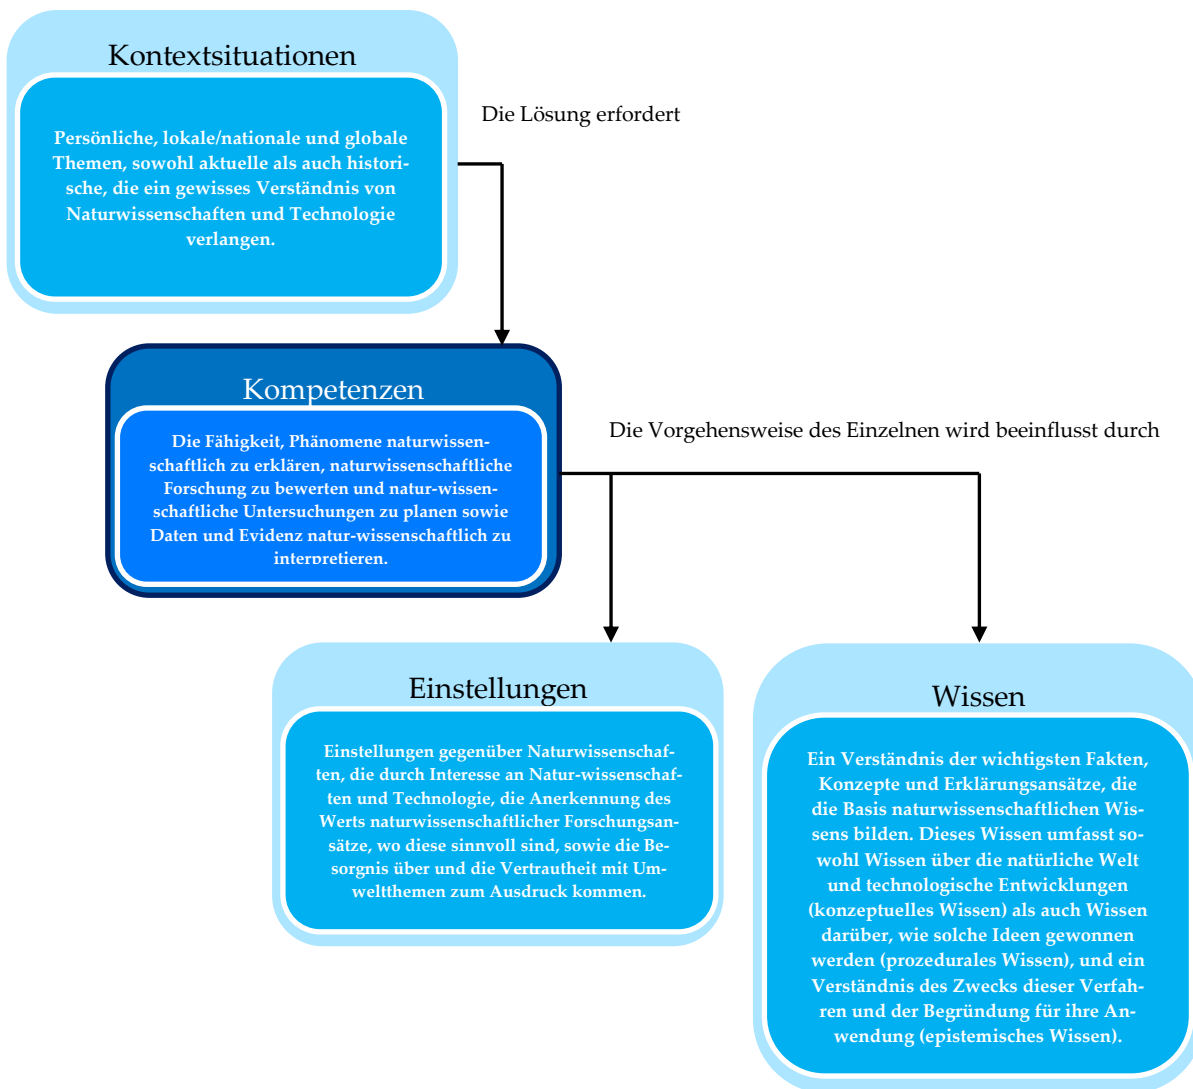 Kontextsituationen
Persönliche, lokale/nationale und globale
Themen, sowohl aktuelle als auch histori-
sche, die ein gewisses Verständnis von
Naturwissenschaften und Technologie
verlangen.
Die Lösung erfordert
Kompetenzen
Die Fähigkeit, Phänomene naturwissen-
schaftlich zu erklären, naturwissenschaftliche
Forschung zu bewerten und natur-wissen-
schaftliche Untersuchungen zu planen sowie
Daten und Evidenz natur-wissenschaftlich zu
interpretieren.
Die Vorgehensweise des Einzelnen wird beeinflusst durch
Einstellungen
Einstellungen gegenüber Naturwissenschaf-
ten, die durch Interesse an Natur-wissenschaf-
ten und Technologie, die Anerkennung des
Werts naturwissenschaftlicher Forschungsan-
sätze, wo diese sinnvoll sind, sowie die Be-
sorgnis über und die Vertrautheit mit Um-
weltthemen zum Ausdruck kommen.
Wissen
Ein Verständnis der wichtigsten Fakten,
Konzepte und Erklärungsansätze, die
die Basis naturwissenschaftlichen Wis-
sens bilden. Dieses Wissen umfasst so-
wohl Wissen über die natürliche Welt
und technologische Entwicklungen
(konzeptuelles Wissen) als auch Wissen
darüber, wie solche Ideen gewonnen
werden (prozedurales Wissen), und ein
Verständnis des Zwecks dieser Verfah-
ren und der Begründung für ihre An-
wendung (epistemisches Wissen).